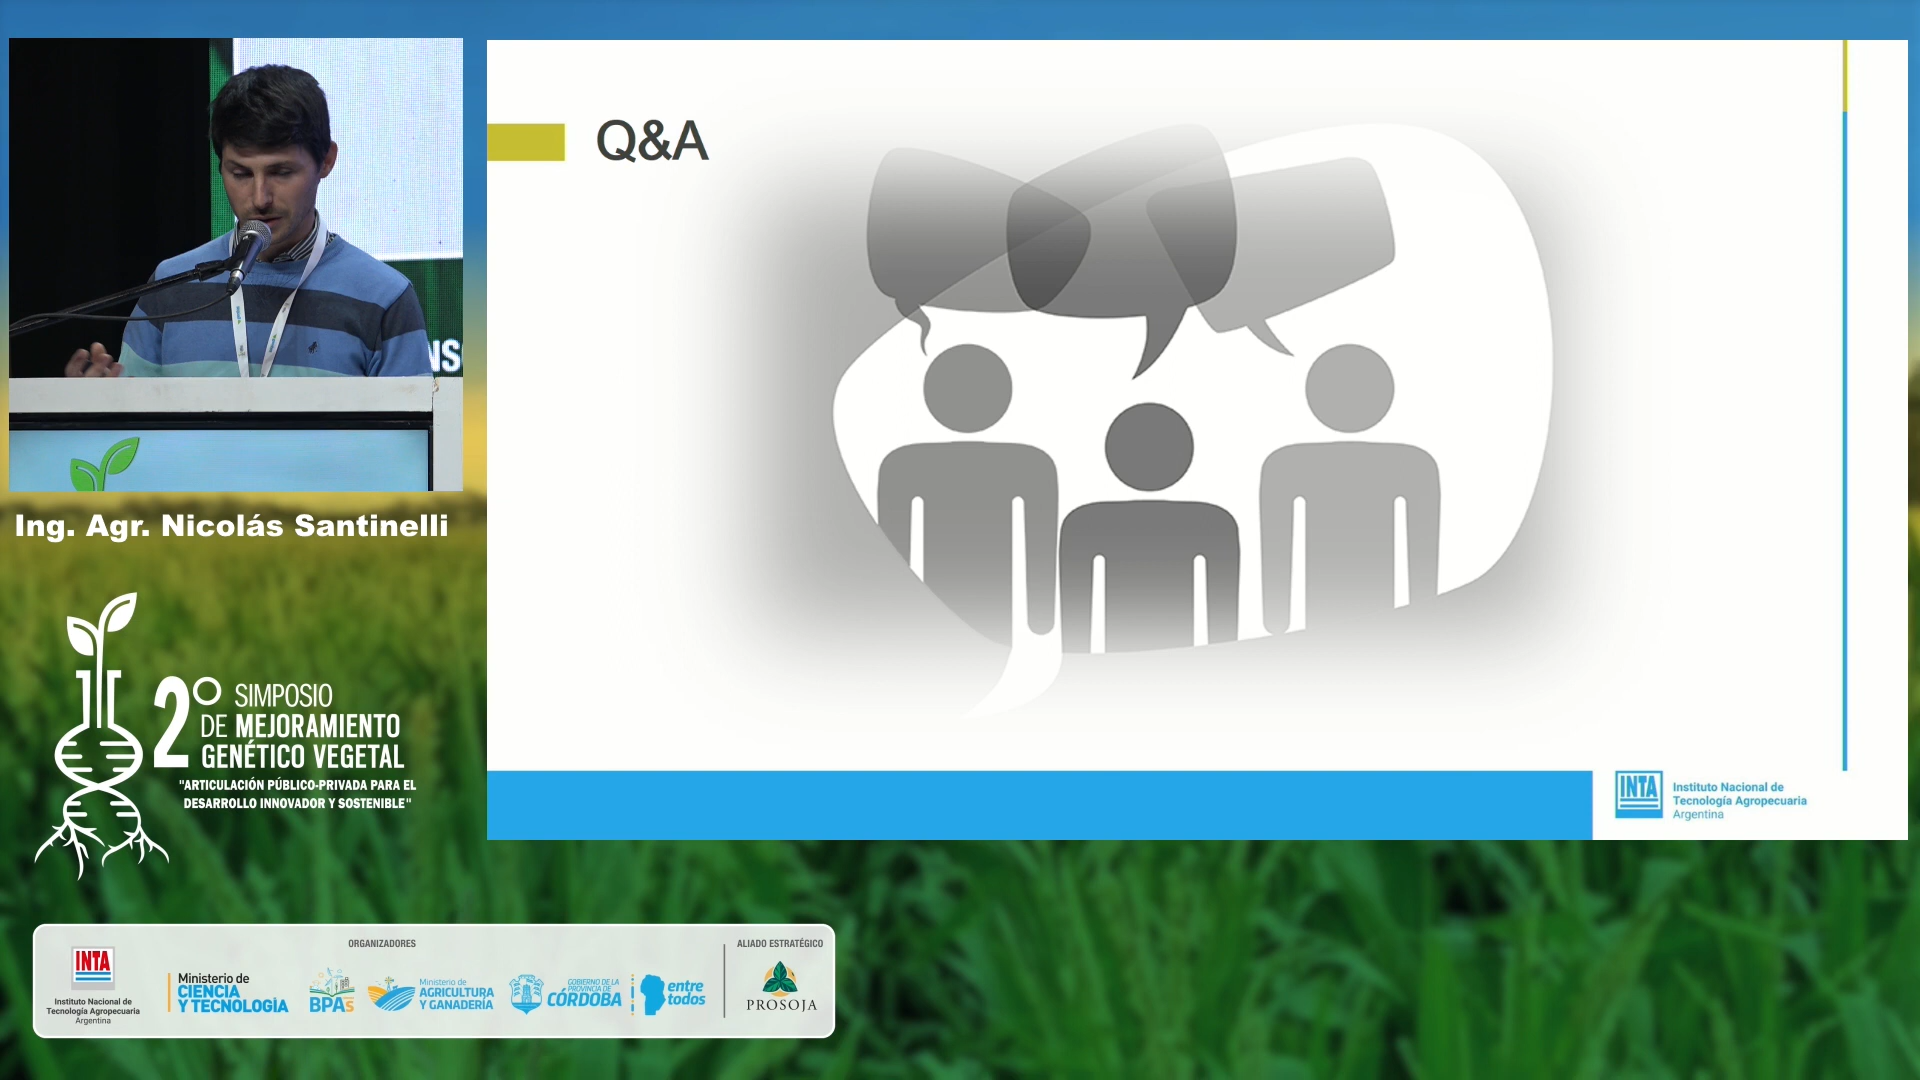 NS
Ing. Agr. Nicolás Santinelli
2° SIMPOSIO
DE MEJORAMIENTO
GENÉTICO VEGETAL
"ARTICULACIÓN PÚBLICO-PRIVADA PARA EL
DESARROLLO INNOVADOR Y SOSTENIBLE"
Q&A
INTA
Instituto Nacional de
Tecnología Agropecuaria
Argentina
ORGANIZADORES
INTA
Instituto Nacional de
Tecnología Agropecuaria
Argentina
Ministerio de
CIENCIA
Y TECNOLOGÍA
BPAs
Ministerio de
AGRICULTURA
Y GANADERÍA
GOBIERNO DE LA
PROVINCIA DE
CÓRDOBA
entre
todos
ALIADO ESTRATÉGICO
PROSOJA